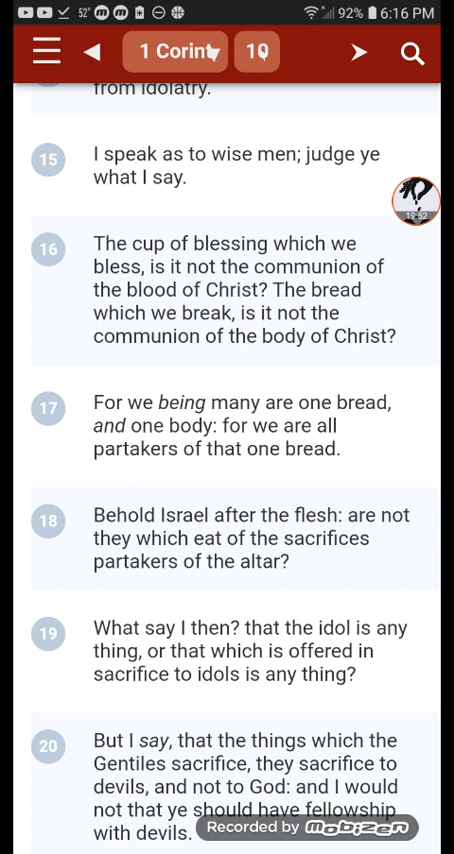 52°
92%
6:16 PM
1 Corint
10
from idolatry.
15
I speak as to wise men; judge ye
what I say.
19:52
16
The cup of blessing which we
bless, is it not the communion of
the blood of Christ? The bread
which we break, is it not the
communion of the body of Christ?
17
For we being many are one bread,
and one body: for we are all
partakers of that one bread.
18
Behold Israel after the flesh: are not
they which eat of the sacrifices
partakers of the altar?
19
What say I then? that the idol is any
thing, or that which is offered in
sacrifice to idols is any thing?
20
But I say, that the things which the
Gentiles sacrifice, they sacrifice to
devils, and not to God: and I would
not that ye should have fellowship
with devils.
Recorded by mobizen